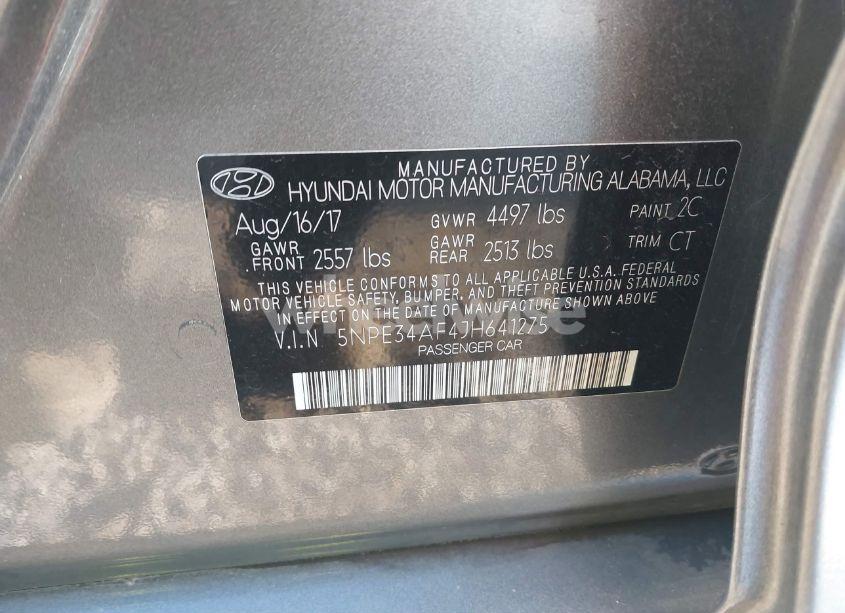 MANUFACTURED BY
HYUNDAI MOTOR MANUFACTURING ALABAMA, LLC
Aug/16/17 GVWR 4497 lbs PAINT 2C
GAWR FRONT 2557 lbs GAWR REAR 2513 lbs TRIM CT
THIS VEHICLE CONFORMS TO ALL APPLICABLE U.S.A. FEDERAL
MOTOR VEHICLE SAFETY, BUMPER, AND THEFT PREVENTION STANDARDS
IN EFFECT ON THE DATE OF MANUFACTURE SHOWN ABOVE
V.I.N 5NPE34AF4JH641275
PASSENGER CAR